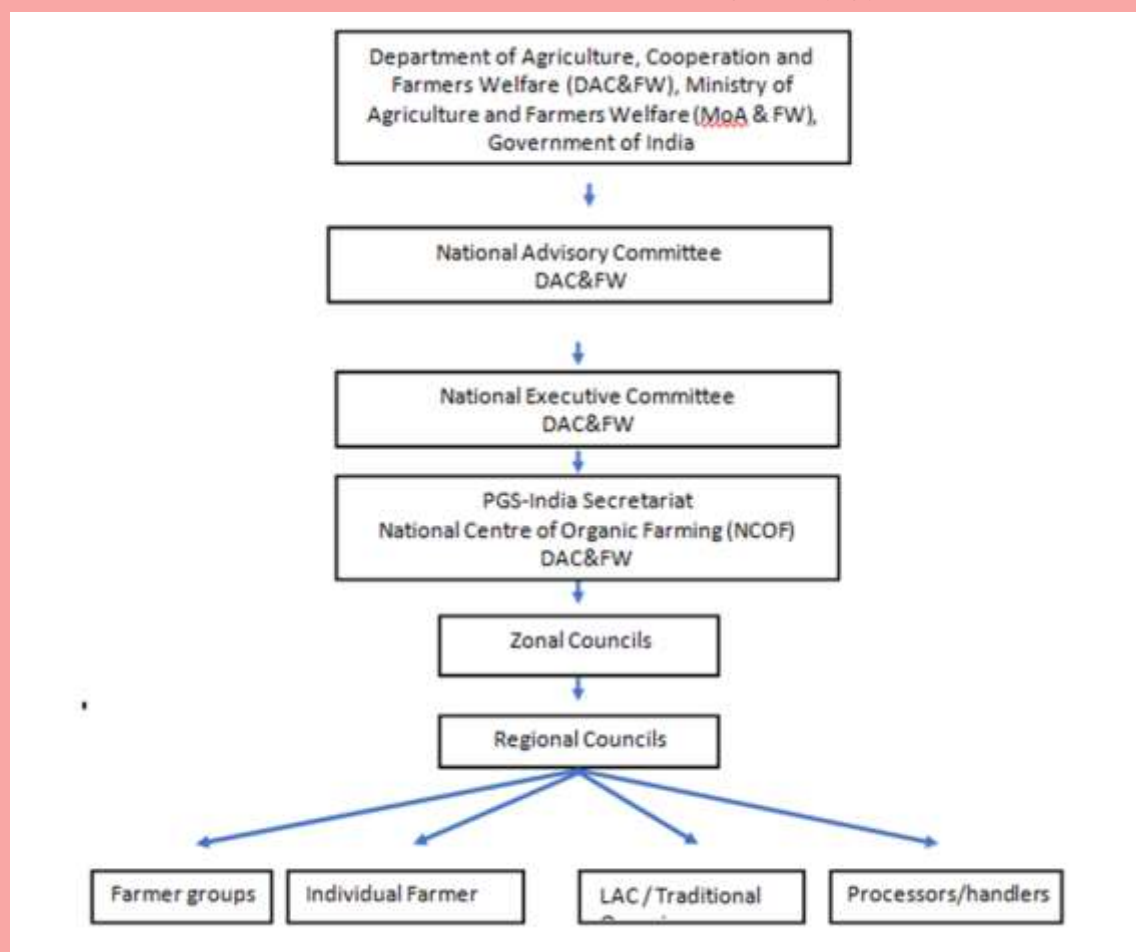 Department of Agriculture, Cooperation and
Farmers Welfare (DAC&FW), Ministry of
Agriculture and Farmers Welfare (MoA & FW),
Government of India
National Advisory Committee
DAC&FW
National Executive Committee
DAC&FW
PGS-India Secretariat
National Centre of Organic Farming (NCOF)
DAC&FW
Zonal Councils
Regional Councils
Farmer groups
Individual Farmer
LAC / Traditional
Processors/handlers